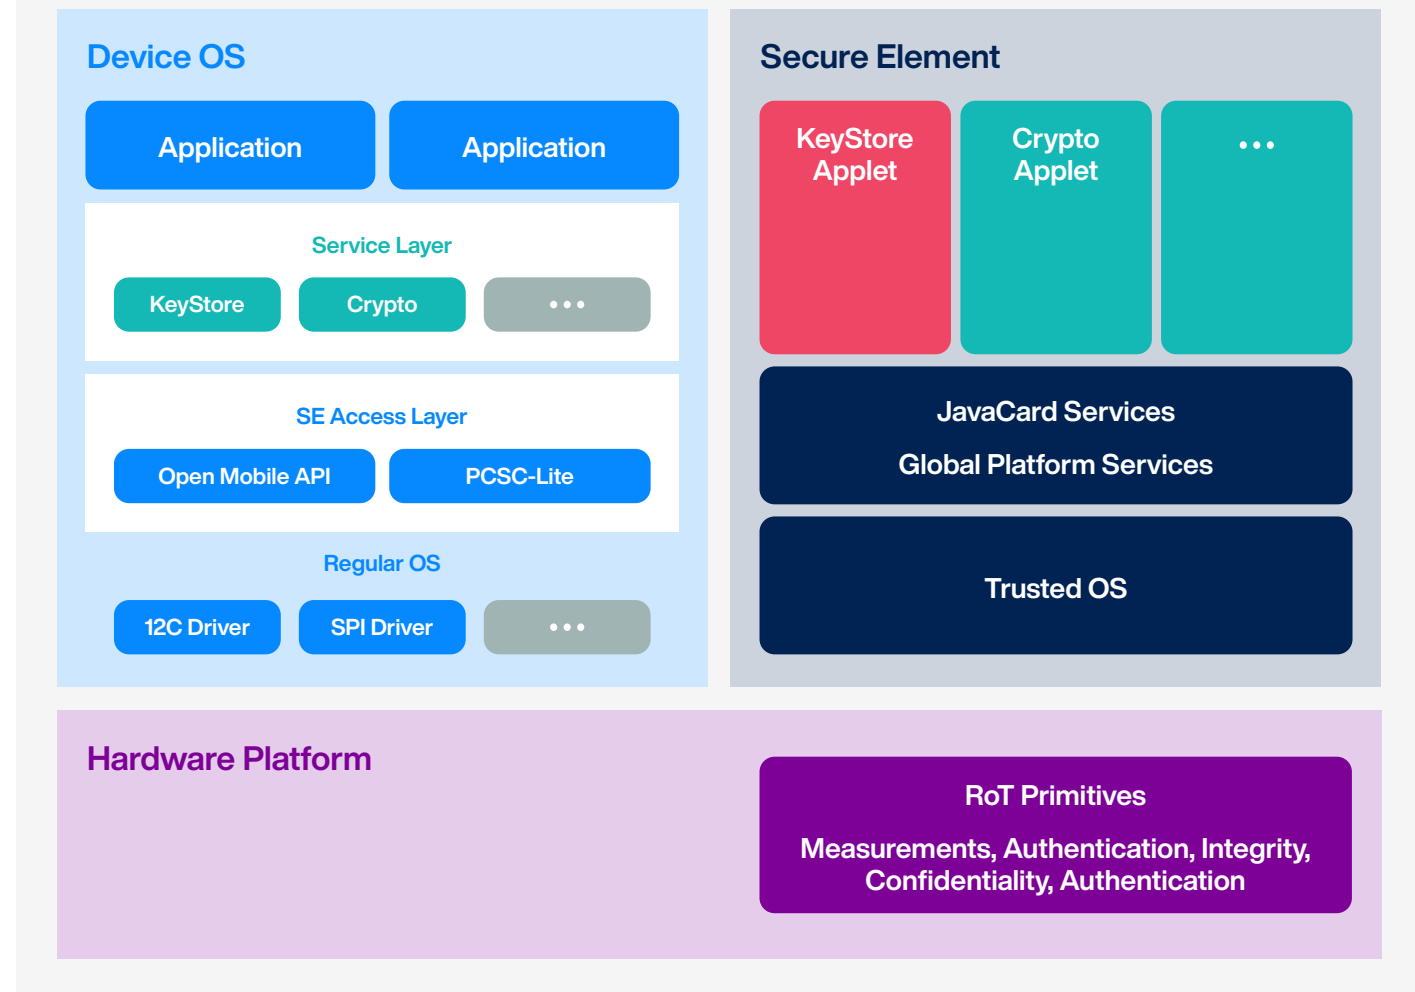 Device OS
Application
Application
Service Layer
KeyStore
Crypto
...
SE Access Layer
Open Mobile API
PCSC-Lite
Regular OS
12C Driver
SPI Driver
...
Secure Element
KeyStore
Applet
Crypto
Applet
...
JavaCard Services
Global Platform Services
Trusted OS
Hardware Platform
RoT Primitives
Measurements, Authentication, Integrity,
Confidentiality, Authentication